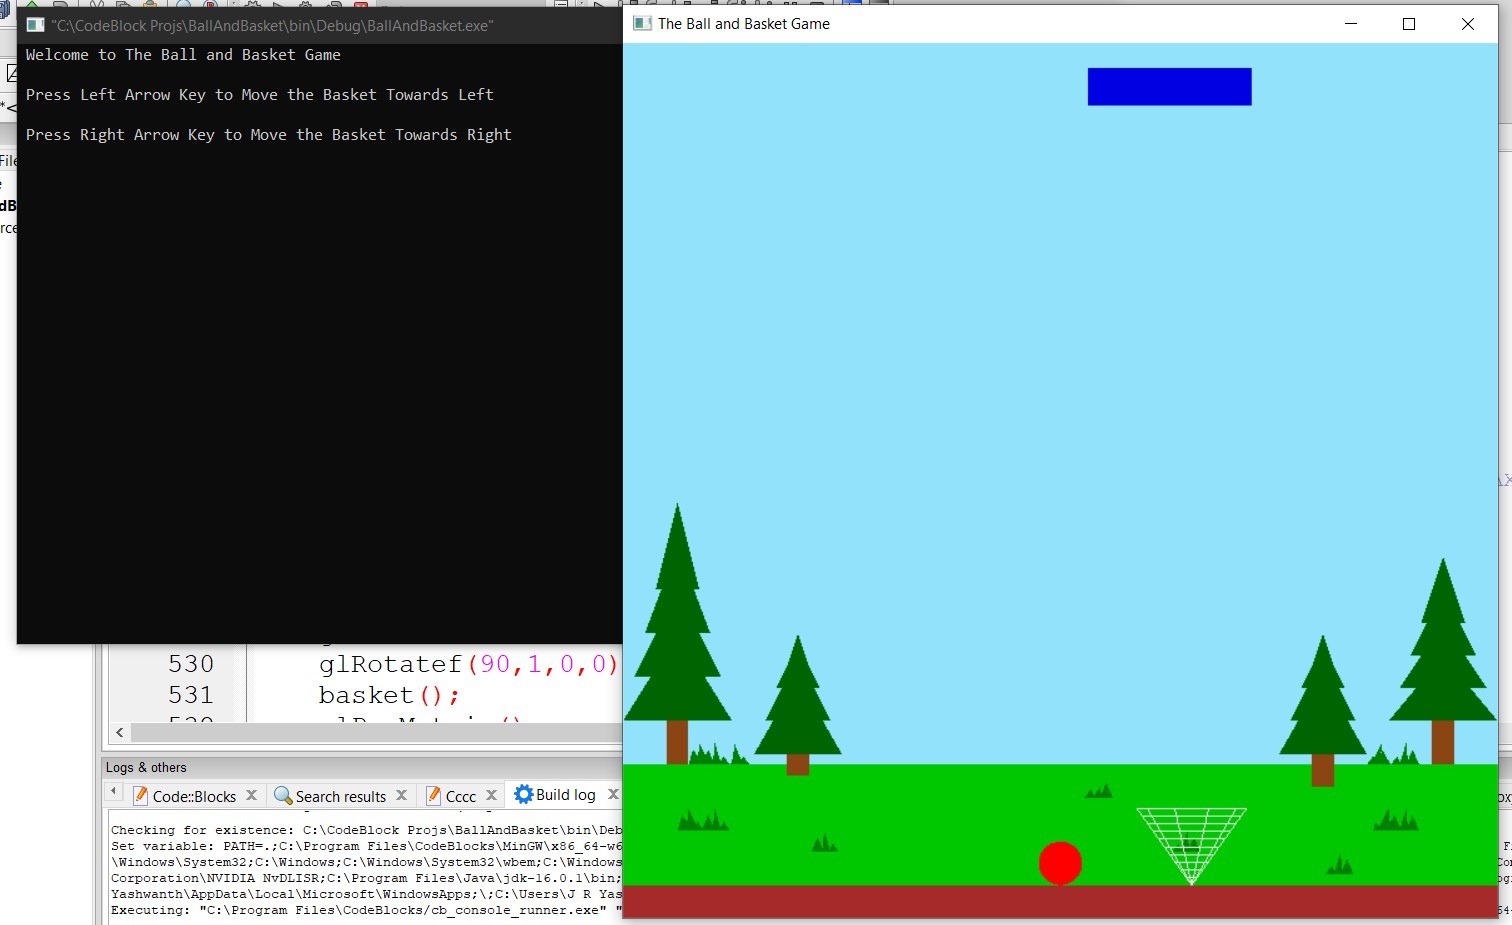 "C:\CodeBlock Projs\BallAndBasket\bin\Debug\BallAndBasket.exe"
Welcome to The Ball and Basket Game
Press Left Arrow Key to Move the Basket Towards Left
Press Right Arrow Key to Move the Basket Towards Right
The Ball and Basket Game
530 glRotatef(90,1,0,0)
531 basket();
Logs & others
Code::Blocks
Search results
Cccc
Build log
Checking for existence: C:\CodeBlock Projs\BallAndBasket\bin\Deb
Set variable: PATH=.;C:\Program Files\CodeBlocks\MinGW\x86_64-w6
\Windows\System32;C:\Windows;C:\Windows\System32\wbem;C:\Windows
Corporation\NVIDIA NvDLISR;C:\Program Files\Java\jdk-16.0.1\bin;
Yashwanth\AppData\Local\Microsoft\WindowsApps;\;C:\Users\J R Yas
Executing: "C:\Program Files\CodeBlocks/cb_console_runner.exe" "